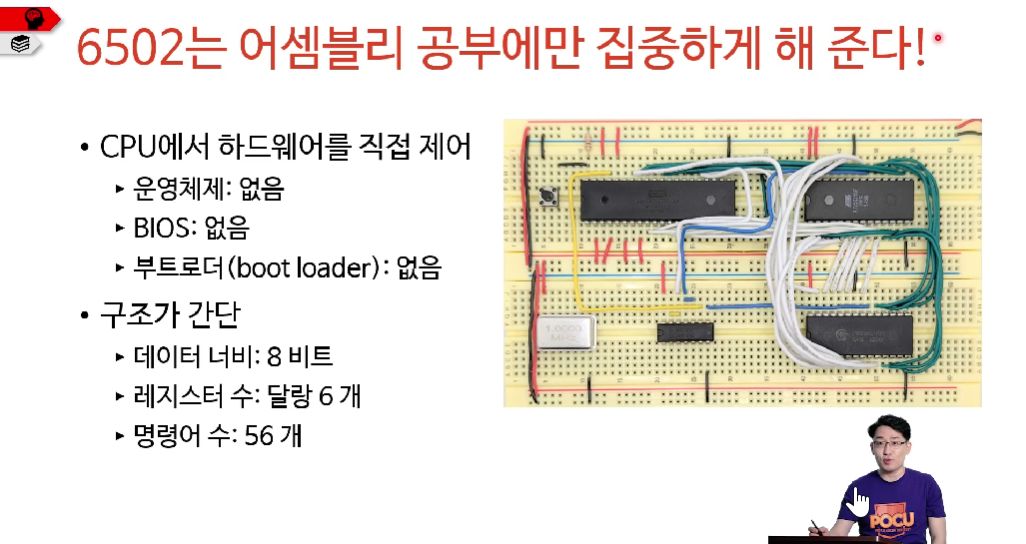 6502는 어셈블리 공부에만 집중하게 해 준다!
• CPU에서 하드웨어를 직접 제어
▸ 운영체제: 없음
▸ BIOS: 없음
▸ 부트로더(boot loader): 없음
• 구조가 간단
▸ 데이터 너비: 8 비트
▸ 레지스터 수: 달랑 6 개
▸ 명령어 수: 56 개
1.0000
MHz
POCU